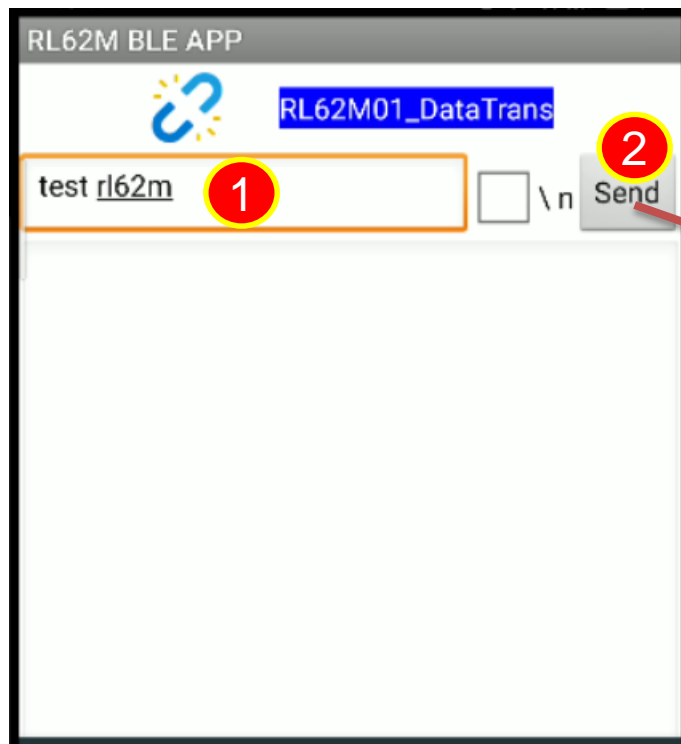 RL62M BLE APP
RL62M01_DataTrans
2
test rl62m
1
\ n
Send